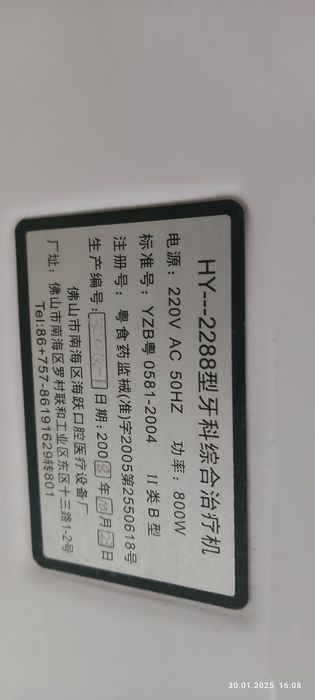 HY---2288型牙科综合治疗机
电源：220V AC 50HZ 功率：800W
标准号：YZB粤0581-2004 II类B型
注册号：粤食药监械(准)字2005第2550618号
生产编号： 日期：200 年 月 日
佛山市南海区海跃口腔医疗设备厂
厂址：佛山市南海区罗村联和工业区东区十三路1-2号
Tel:86+757-86191629转801
30.01.2025 16:08